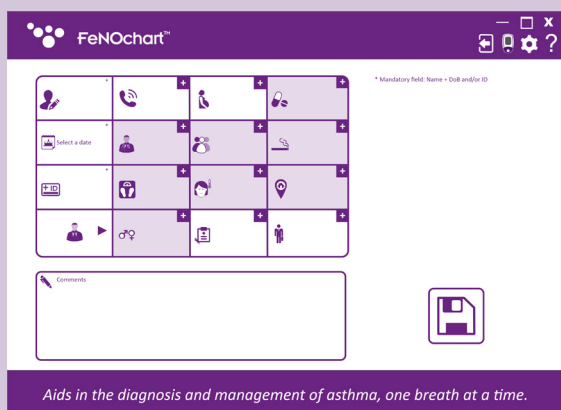 FeNOchart™
* Mandatory field: Name + DoB and/or ID
Select a date
+ ID
Comments
Aids in the diagnosis and management of asthma, one breath at a time.